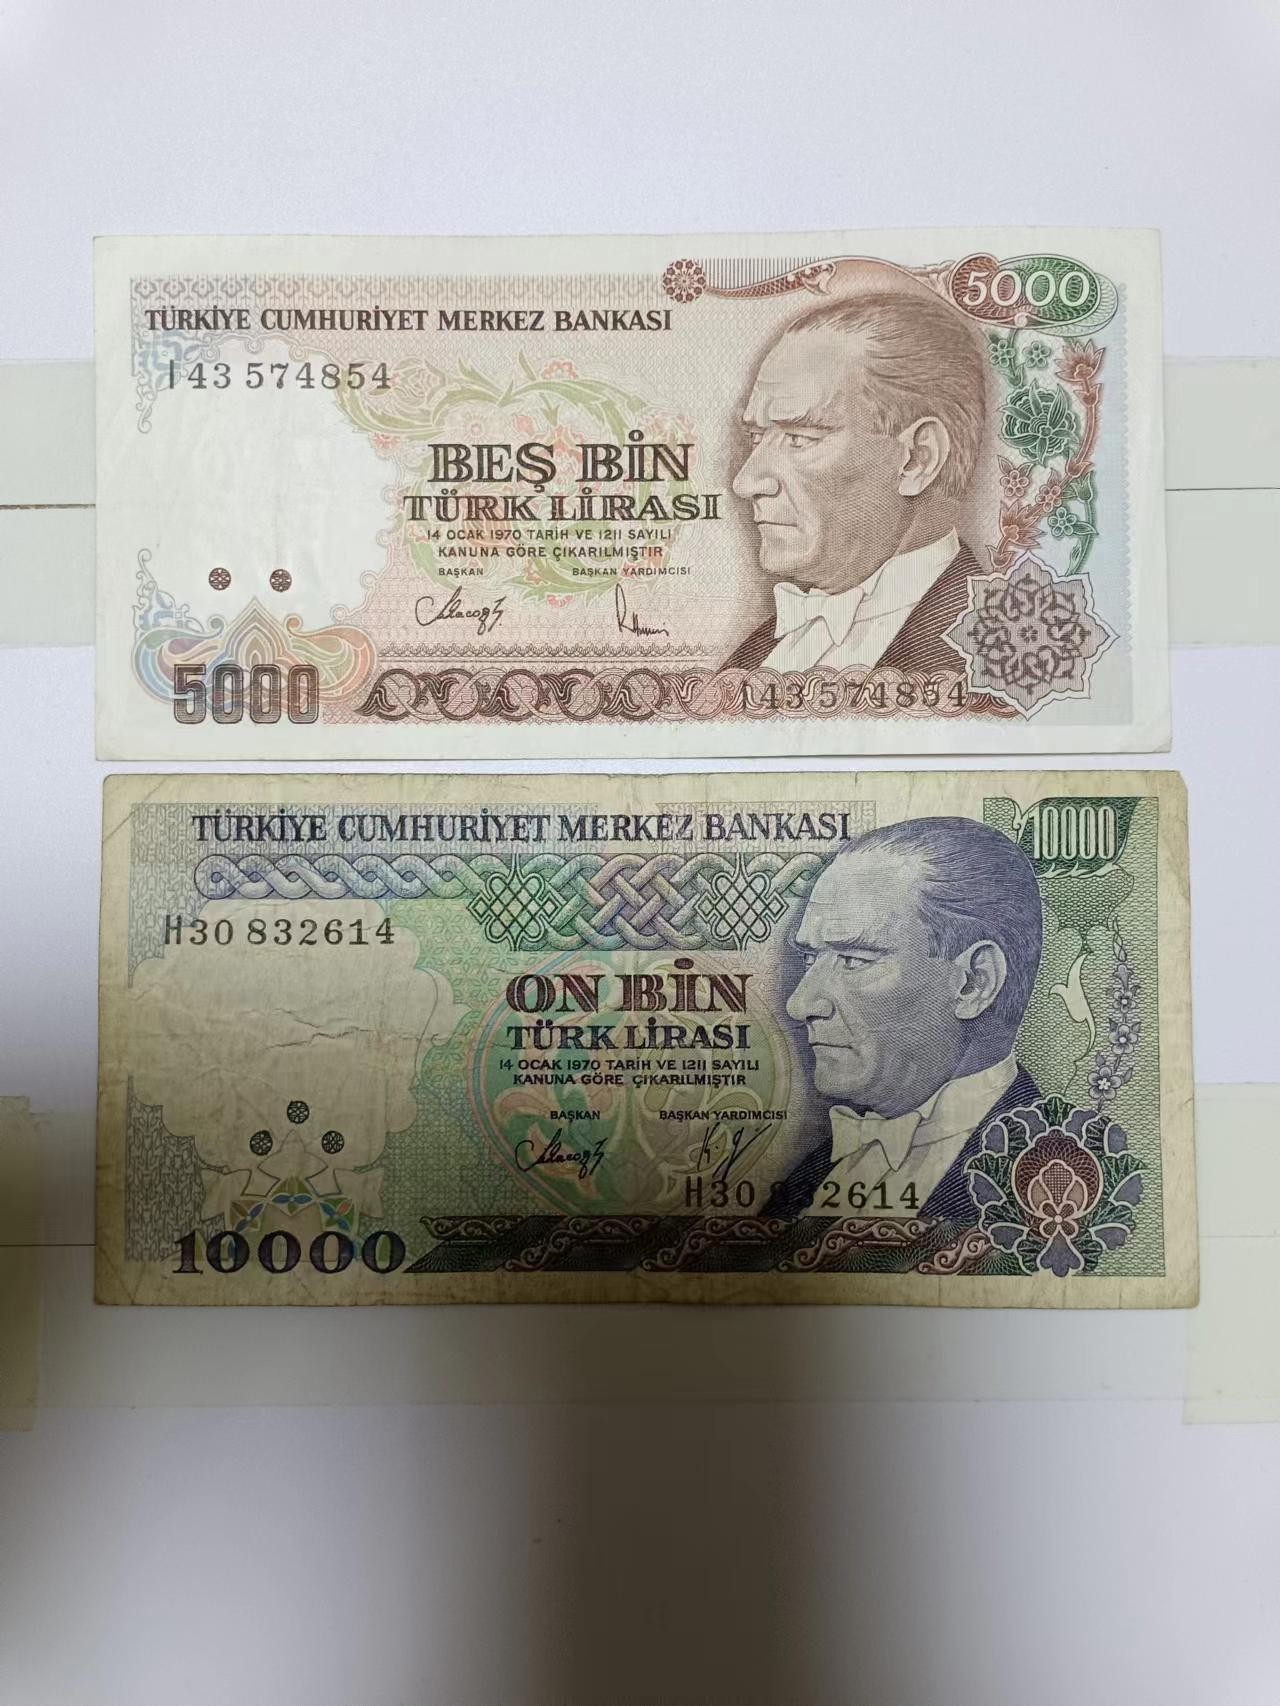 5000
TÜRKİYE CUMHURİYET MERKEZ BANKASI
I43 574854
BEŞ BİN
TÜRK LİRASI
14 OCAK 1970 TARİH VE 1211 SAYILI
KANUNA GÖRE ÇIKARILMIŞTIR
BAŞKAN BAŞKAN YARDIMCISI
5000
I43 574854
10000
TÜRKİYE CUMHURİYET MERKEZ BANKASI
H30 832614
ON BİN
TÜRK LİRASI
14 OCAK 1970 TARİH VE 1211 SAYILI
KANUNA GÖRE ÇIKARILMIŞTIR
BAŞKAN BAŞKAN YARDIMCISI
H30 832614
10000